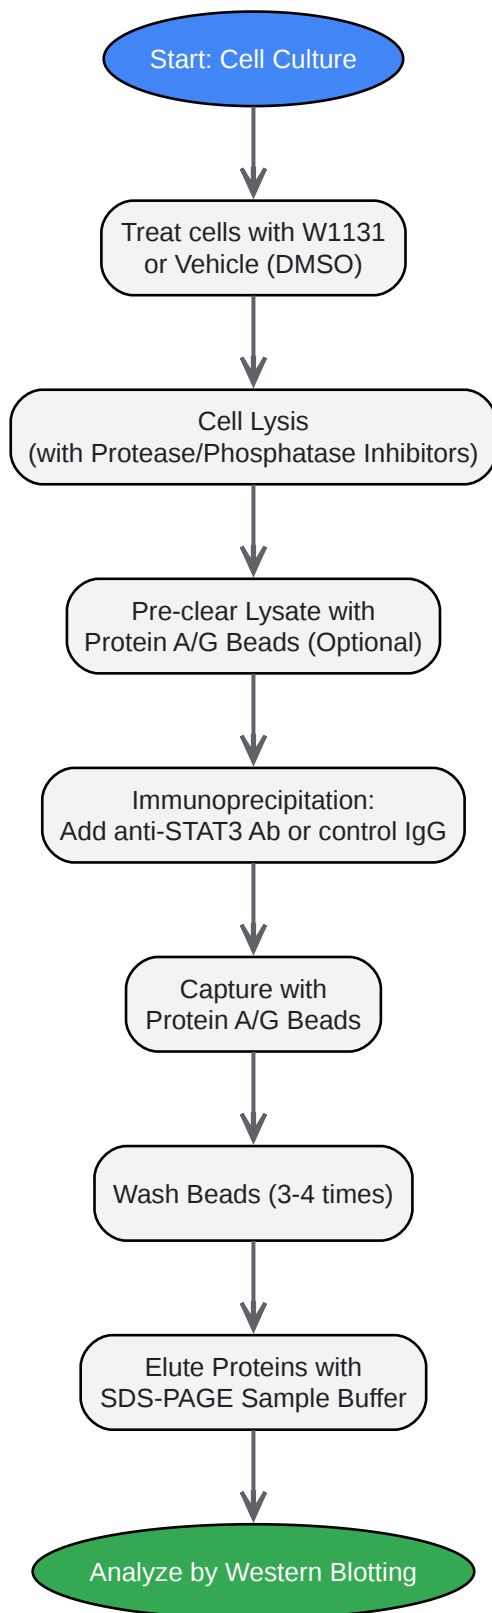 Start: Cell Culture
Treat cells with W1131
or Vehicle (DMSO)
Cell Lysis
(with Protease/Phosphatase Inhibitors)
Pre-clear Lysate with
Protein A/G Beads (Optional)
Immunoprecipitation:
Add anti-STAT3 Ab or control IgG
Capture with
Protein A/G Beads
Wash Beads (3-4 times)
Elute Proteins with
SDS-PAGE Sample Buffer
Analyze by Western Blotting